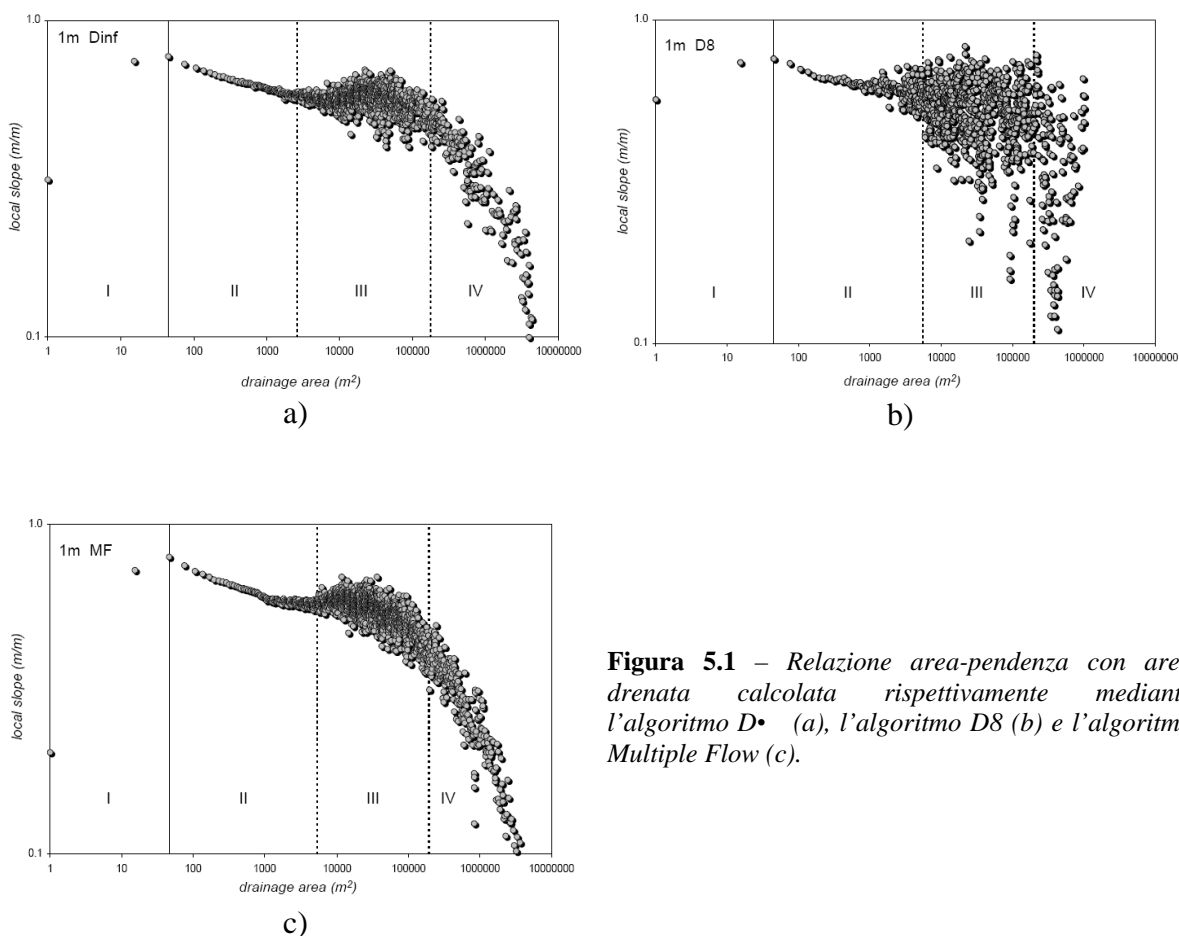 1.0
1m Dinf
local slope (m/m)
I
II
III
IV
0.1
1
10
100
1000
10000
100000
1000000
10000000
drainage area (m²)
a)
1.0
1m D8
local slope (m/m)
I
II
III
IV
0.1
1
10
100
1000
10000
100000
1000000
10000000
drainage area (m²)
b)
1.0
1m MF
local slope (m/m)
I
II
III
IV
0.1
1
10
100
1000
10000
100000
1000000
10000000
drainage area (m²)
c)
Figura 5.1 – Relazione area-pendenza con are
drenata calcolata rispettivamente mediant
l'algoritmo D• (a), l'algoritmo D8 (b) e l'algoritm
Multiple Flow (c).